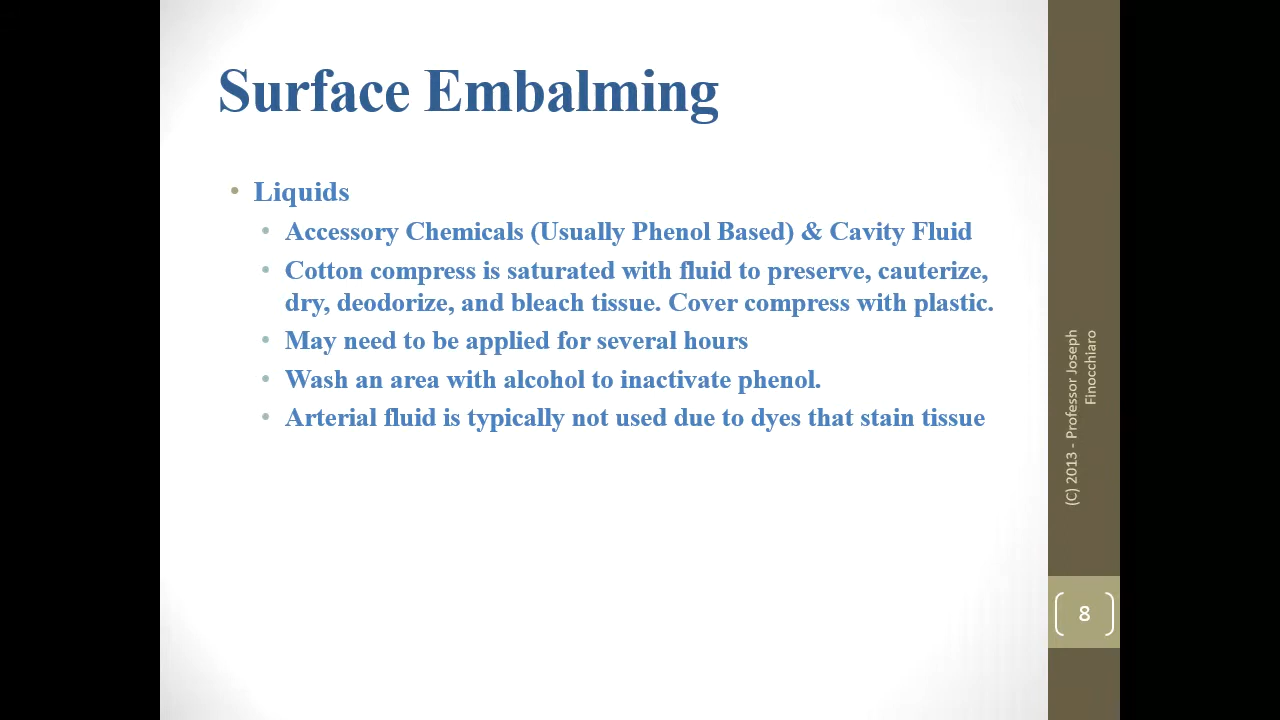 Surface Embalming
• Liquids
• Accessory Chemicals (Usually Phenol Based) & Cavity Fluid
• Cotton compress is saturated with fluid to preserve, cauterize,
dry, deodorize, and bleach tissue. Cover compress with plastic.
• May need to be applied for several hours
• Wash an area with alcohol to inactivate phenol.
• Arterial fluid is typically not used due to dyes that stain tissue
(C) 2013 - Professor Joseph
Finocchiaro
8